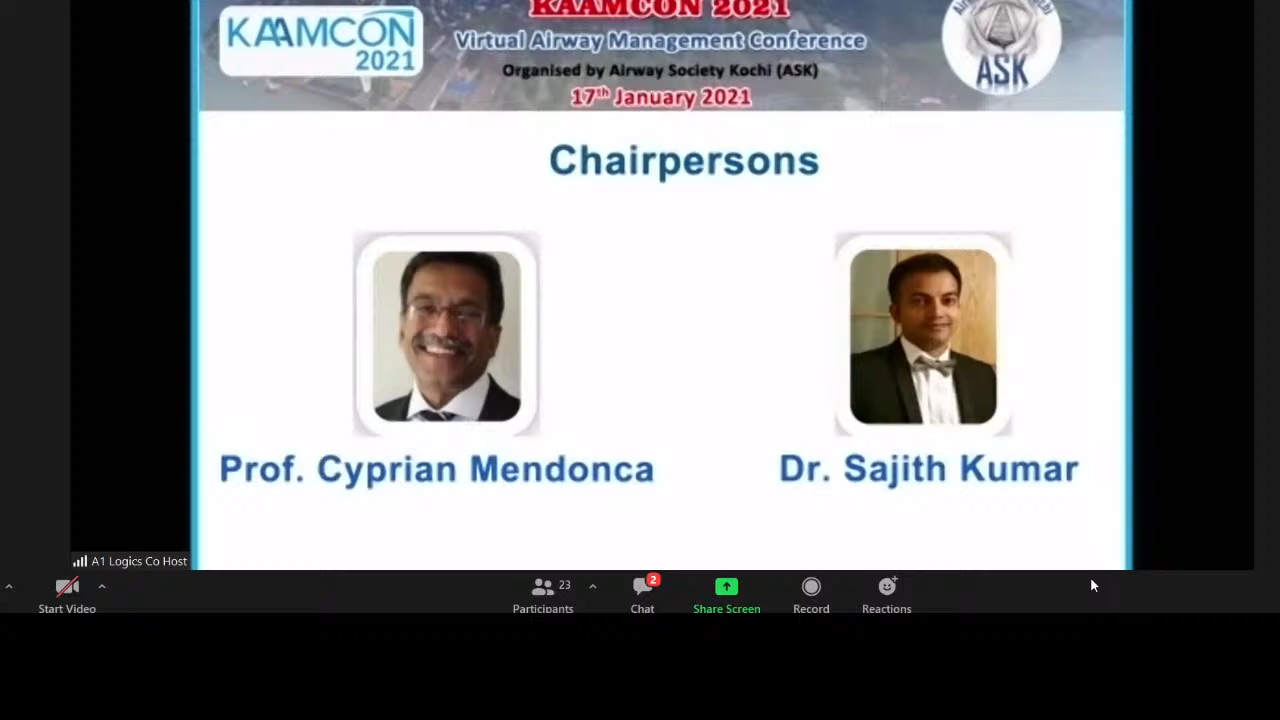 KAAMCON 2021
KAAMCON
2021
Virtual Airway Management Conference
Organised by Airway Society Kochi (ASK)
17th January 2021
ASK
Chairpersons
Prof. Cyprian Mendonca
Dr. Sajith Kumar
A1 Logics Co Host
23
2
Start Video
Participants
Chat
Share Screen
Record
Reactions